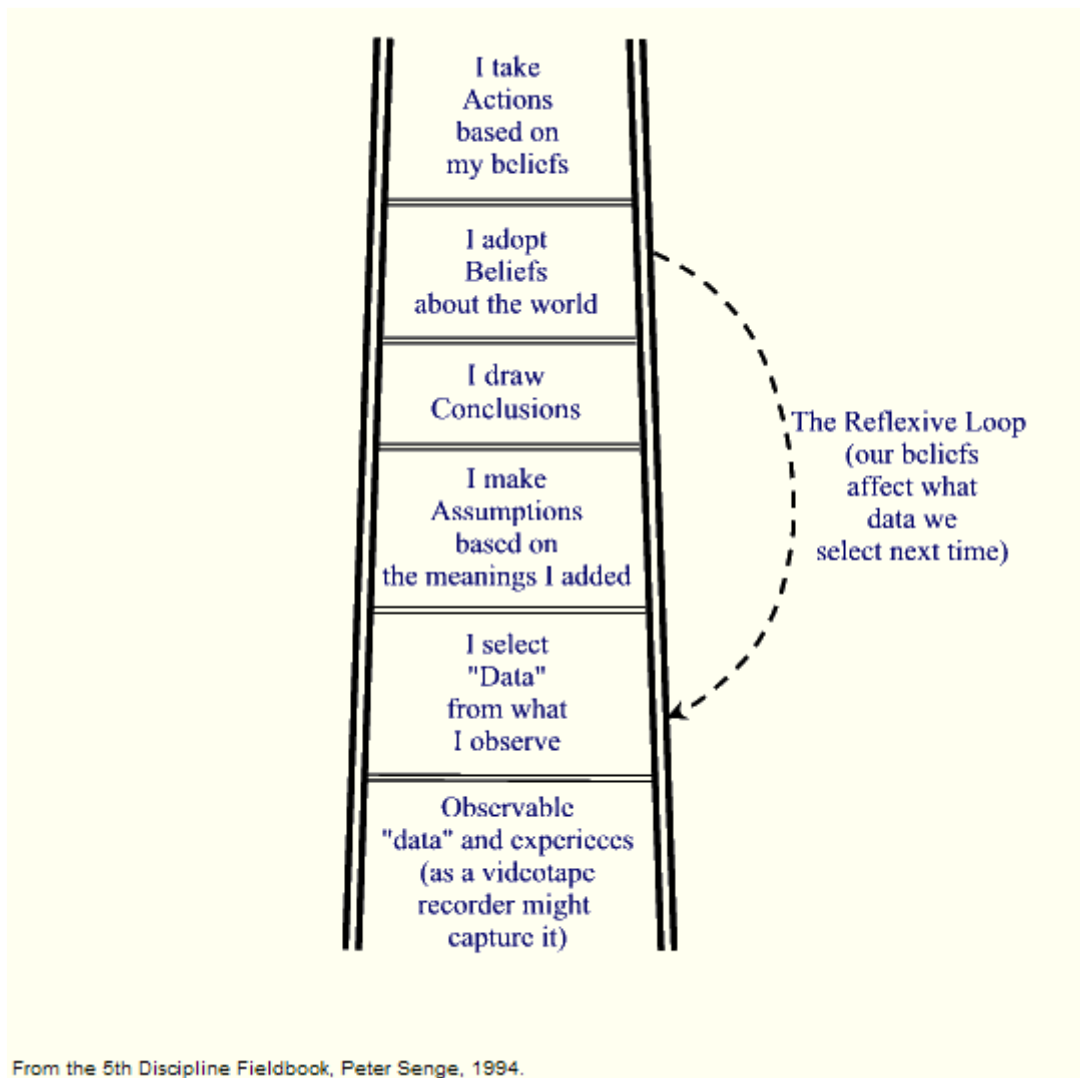 I take
Actions
based on
my beliefs
I adopt
Beliefs
about the world
I draw
Conclusions
I make
Assumptions
based on
the meanings I added
I select
"Data"
from what
I observe
Observable
"data" and experieces
(as a videotape
recorder might
capture it)
The Reflexive Loop
(our beliefs
affect what
data we
select next time)
From the 5th Discipline Fieldbook, Peter Senge, 1994.